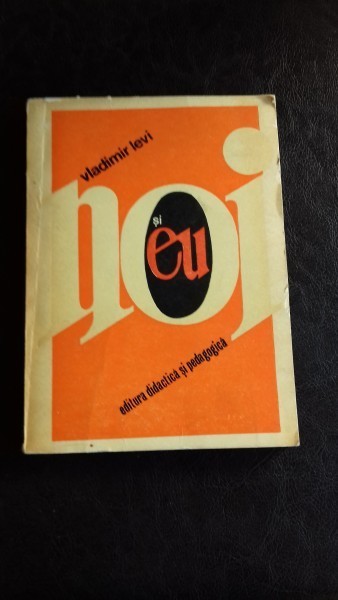 vladimir levi
noi
și
eu
editura didactică și pedagogică